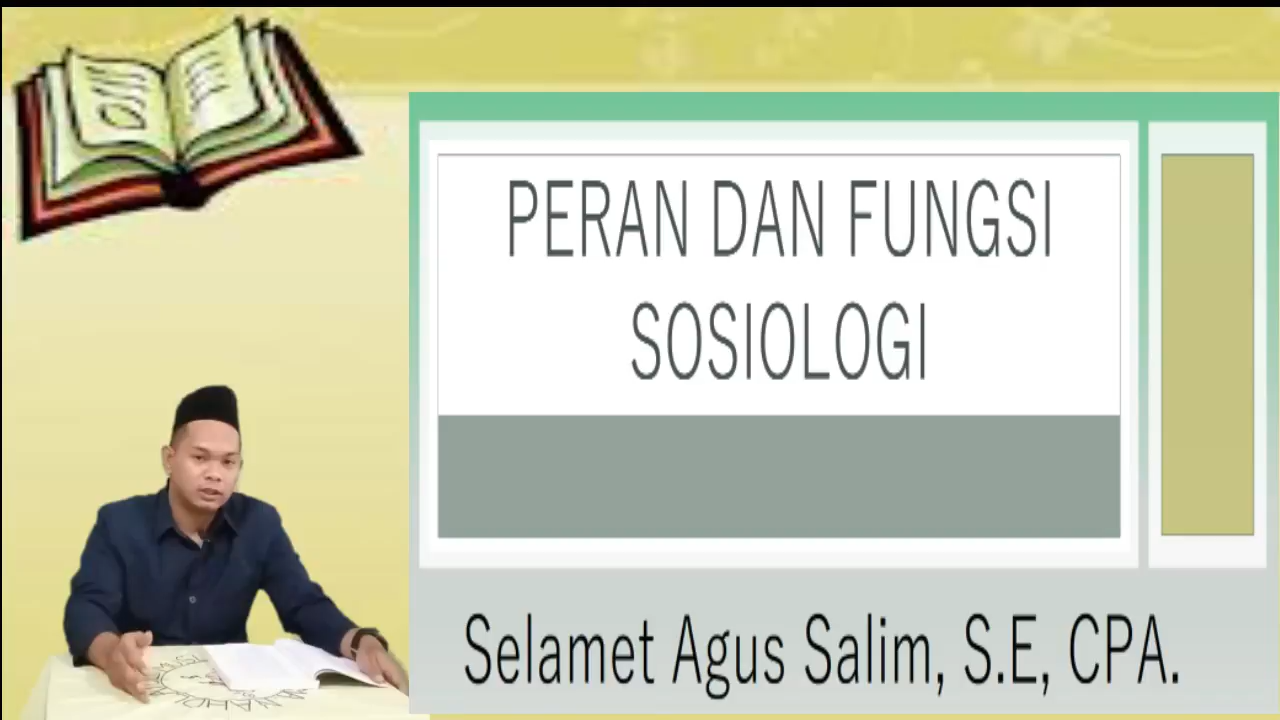 PERAN DAN FUNGSI
SOSIOLOGI
Selamet Agus Salim, S.E, CPA.